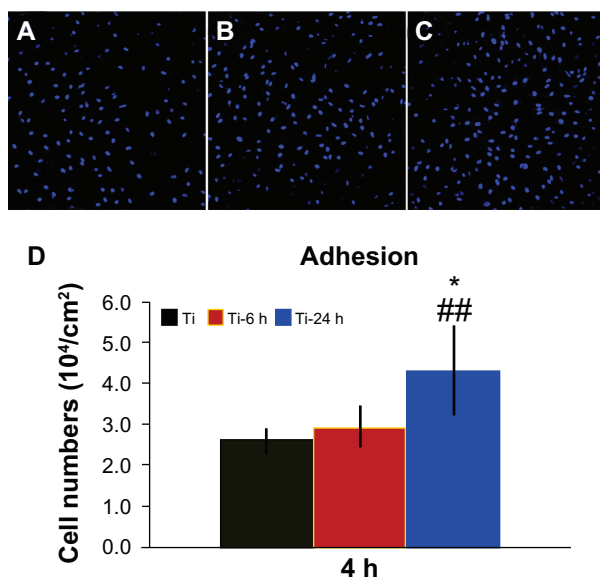 A
B
C
D
Adhesion
*
##
Ti
Ti-6 h
Ti-24 h
Cell numbers (10⁴/cm²)
6.0
5.0
4.0
3.0
2.0
1.0
0.0
4 h